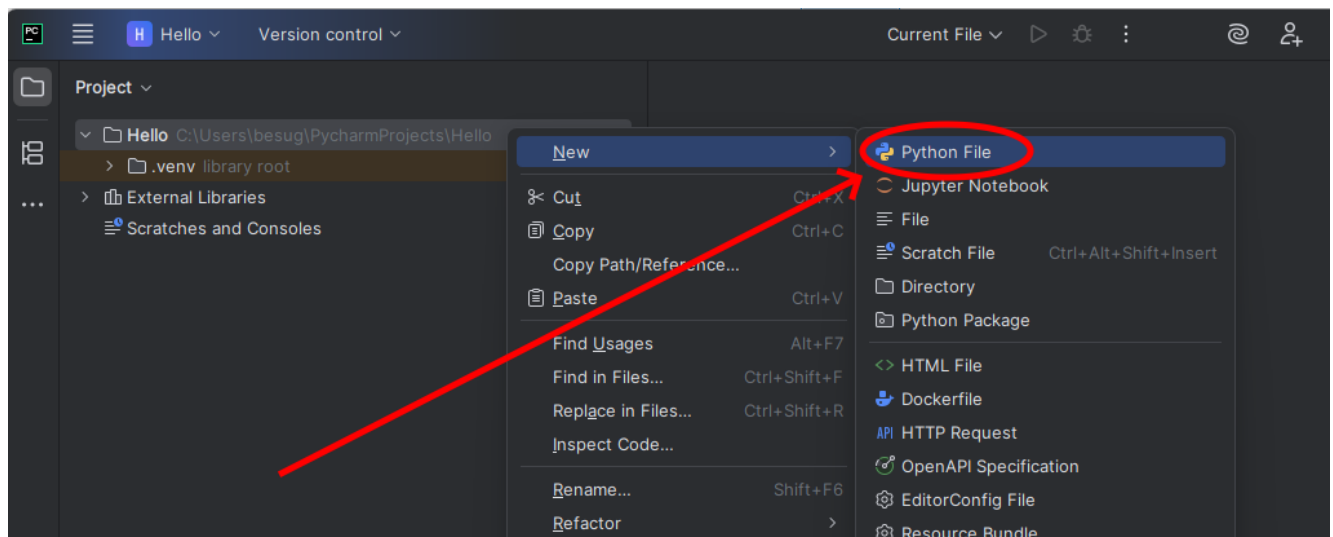 PC
H Hello Version control Current File
Project
Hello C:\Users\besug\PycharmProjects\Hello
.venv library root
External Libraries
Scratches and Consoles
New
Cut Ctrl+X
Copy Ctrl+C
Copy Path/Reference...
Paste Ctrl+V
Find Usages Alt+F7
Find in Files... Ctrl+Shift+F
Replace in Files... Ctrl+Shift+R
Inspect Code...
Rename... Shift+F6
Refactor
Python File
Jupyter Notebook
File
Scratch File Ctrl+Alt+Shift+Insert
Directory
Python Package
HTML File
Dockerfile
API HTTP Request
OpenAPI Specification
EditorConfig File
Resource Bundle